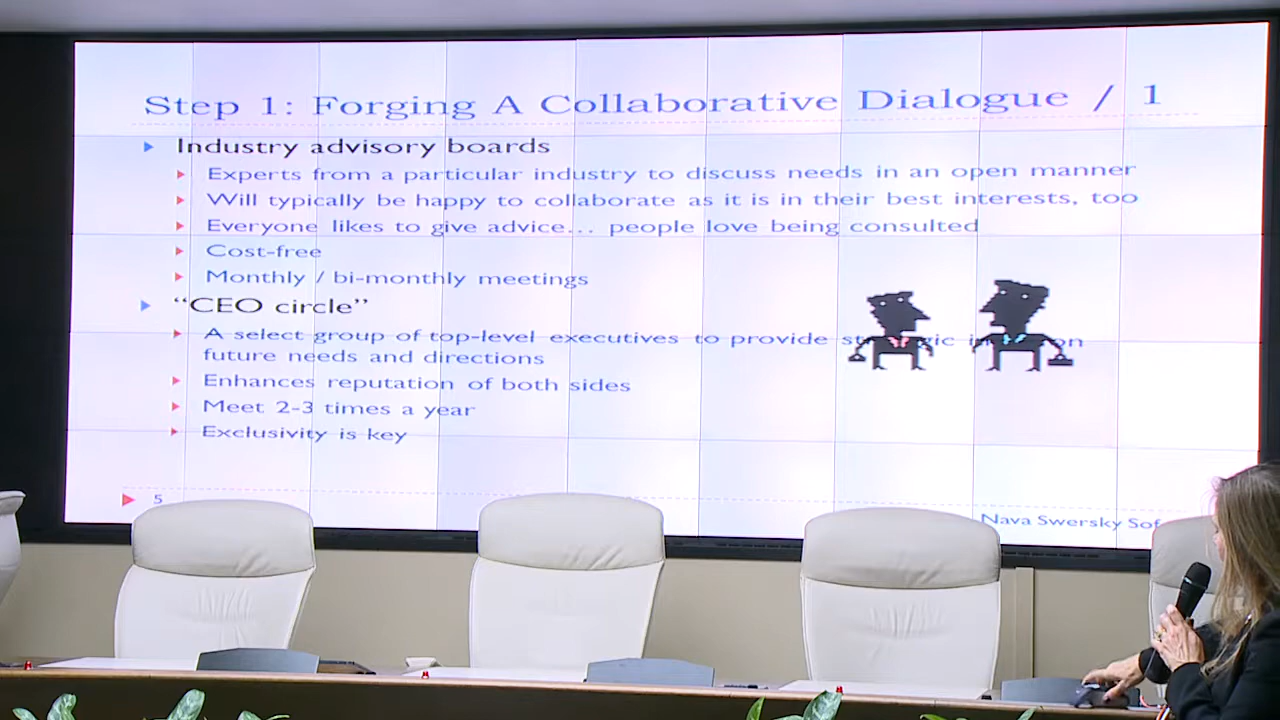 Step 1: Forging A Collaborative Dialogue / 1
Industry advisory boards
Experts from a particular industry to discuss needs in an open manner
Will typically be happy to collaborate as it is in their best interests, too
Everyone likes to give advice... people love being consulted
Cost-free
Monthly / bi-monthly meetings
“CEO circle”
A select group of top-level executives to provide on
future needs and directions
Enhances reputation of both sides
Meet 2-3 times a year
Exclusivity is key
5
Nava Swersky